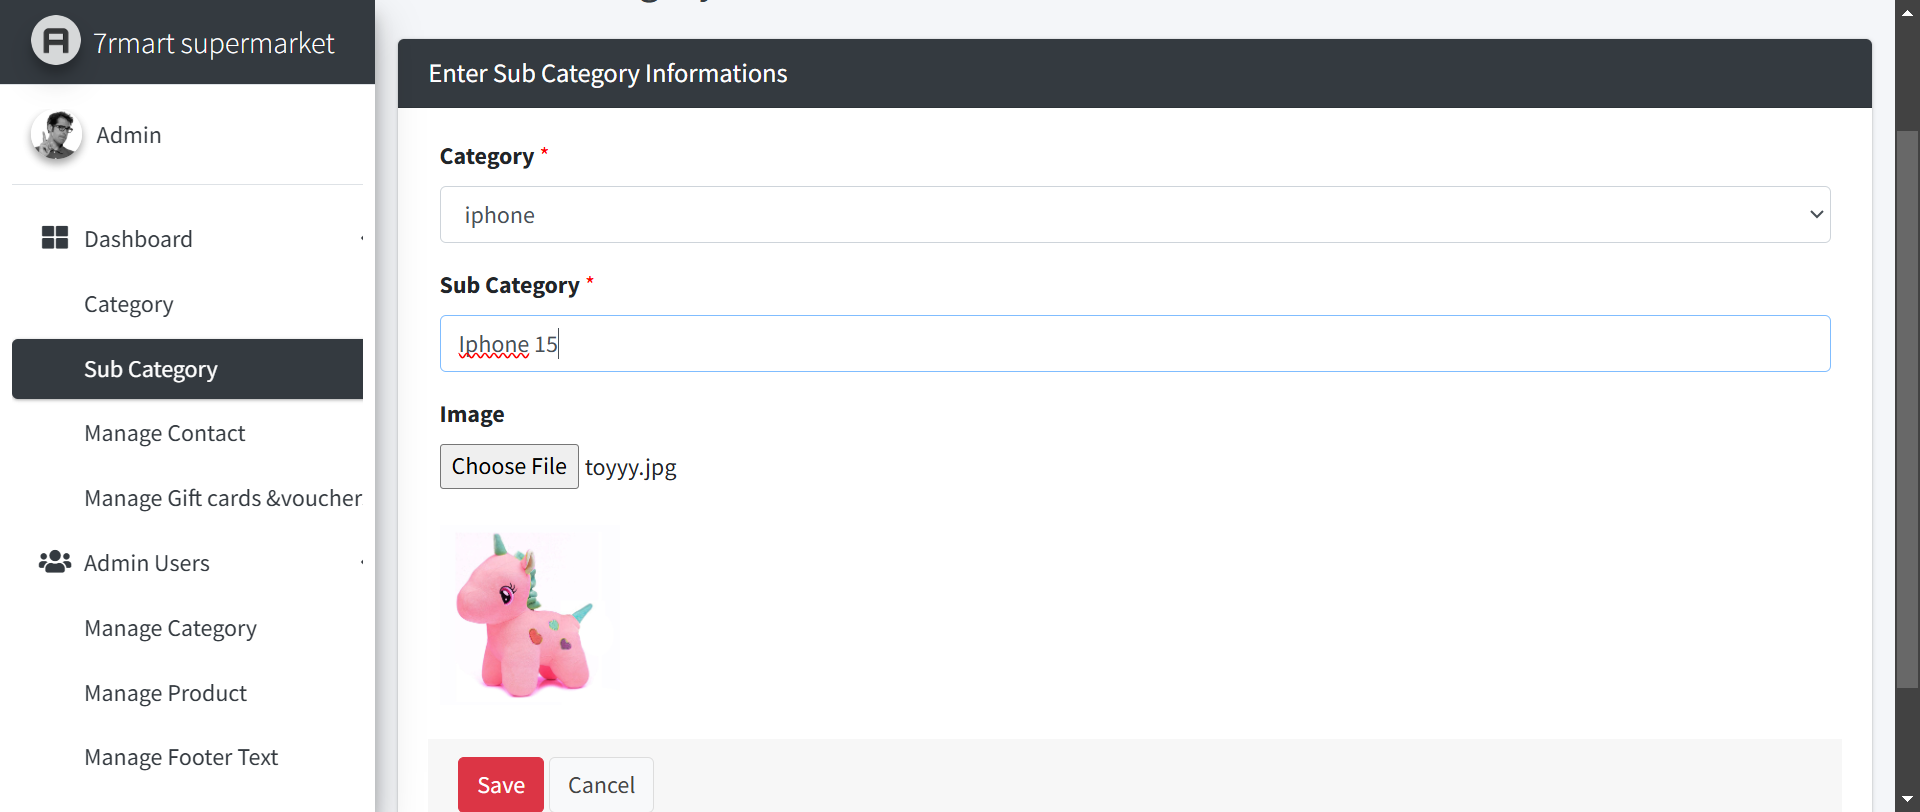 7rmart supermarket
Admin
Dashboard
Category
Sub Category
Manage Contact
Manage Gift cards &voucher
Admin Users
Manage Category
Manage Product
Manage Footer Text
Enter Sub Category Informations
Category *
iphone
Sub Category *
Iphone 15
Image
Choose File toyyy.jpg
Save Cancel